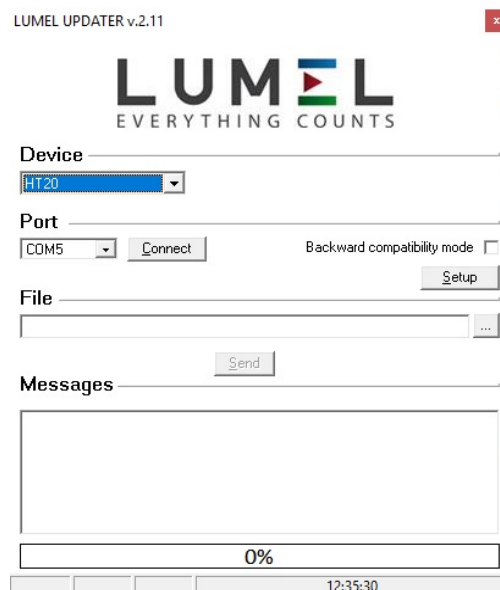 LUMEL UPDATER v.2.11
x
LUMEL
EVERYTHING COUNTS
Device
HT20
Port
COM5 Connect Backward compatibility mode
Setup
File
...
Send
Messages
0%
12:35:30